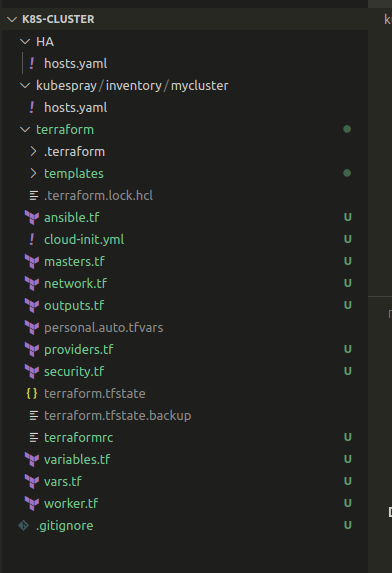 K8S-CLUSTER
HA
! hosts.yaml
kubespray/inventory/mycluster
! hosts.yaml
terraform
.terraform
templates
.terraform.lock.hcl
ansible.tf U
! cloud-init.yml U
masters.tf U
network.tf U
outputs.tf U
personal.auto.tfvars
providers.tf U
security.tf U
{ } terraform.tfstate
terraform.tfstate.backup
terraformrc U
variables.tf U
vars.tf U
worker.tf U
.gitignore U